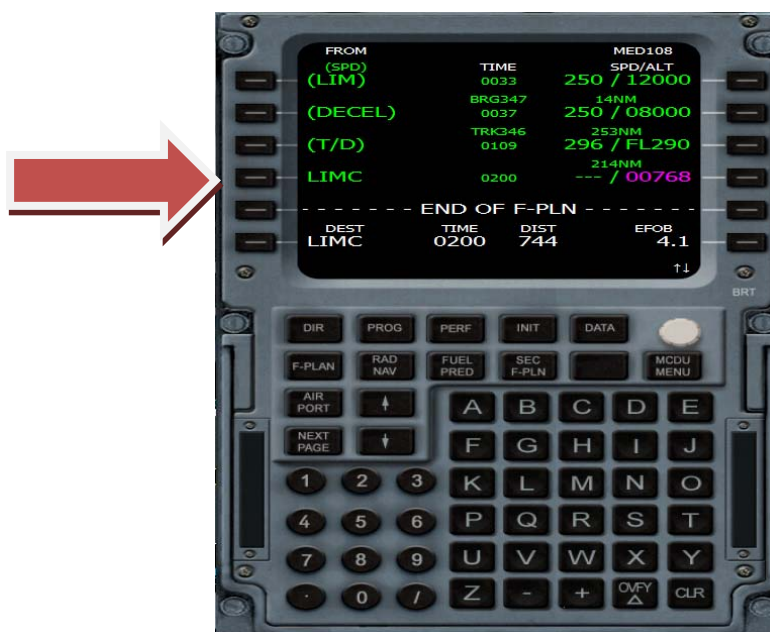 FROM MED108
(SPD) TIME SPD/ALT
(LIM) 0033 250 / 12000
BRG347 14NM
(DECEL) 0037 250 / 08000
TRK346 253NM
(T/D) 0109 296 / FL290
214NM
LIMC 0200 --- / 00768
- - - - - - - END OF F-PLN - - - - - - -
DEST TIME DIST EFOB
LIMC 0200 744 4.1
↑↓
BRT
DIR PROG PERF INIT DATA
F-PLAN RAD NAV FUEL PRED SEC F-PLN MCDU MENU
AIR PORT A B C D E
NEXT PAGE F G H I J
1 2 3 K L M N O
4 5 6 P Q R S T
7 8 9 U V W X Y
. 0 / Z - + OVFY CLR